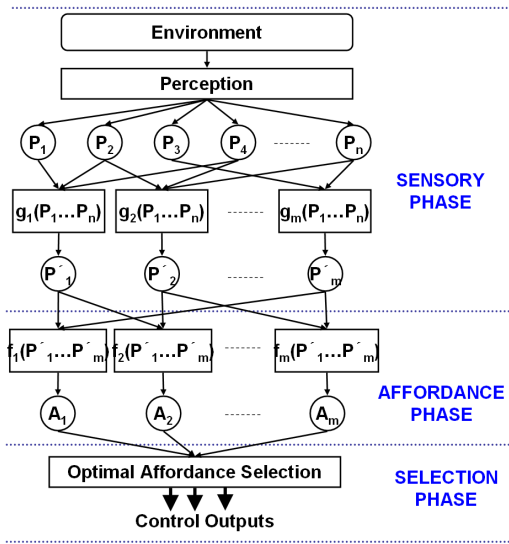 Environment
Perception
P1 P2 P3 P4 Pn
SENSORY
PHASE
g1(P1...Pn) g2(P1...Pn) gm(P1...Pn)
P´1 P´2 P´m
f1(P´1...P´m) f2(P´1...P´m) fm(P´1...P´m)
AFFORDANCE
PHASE
A1 A2 Am
Optimal Affordance Selection
SELECTION
PHASE
Control Outputs